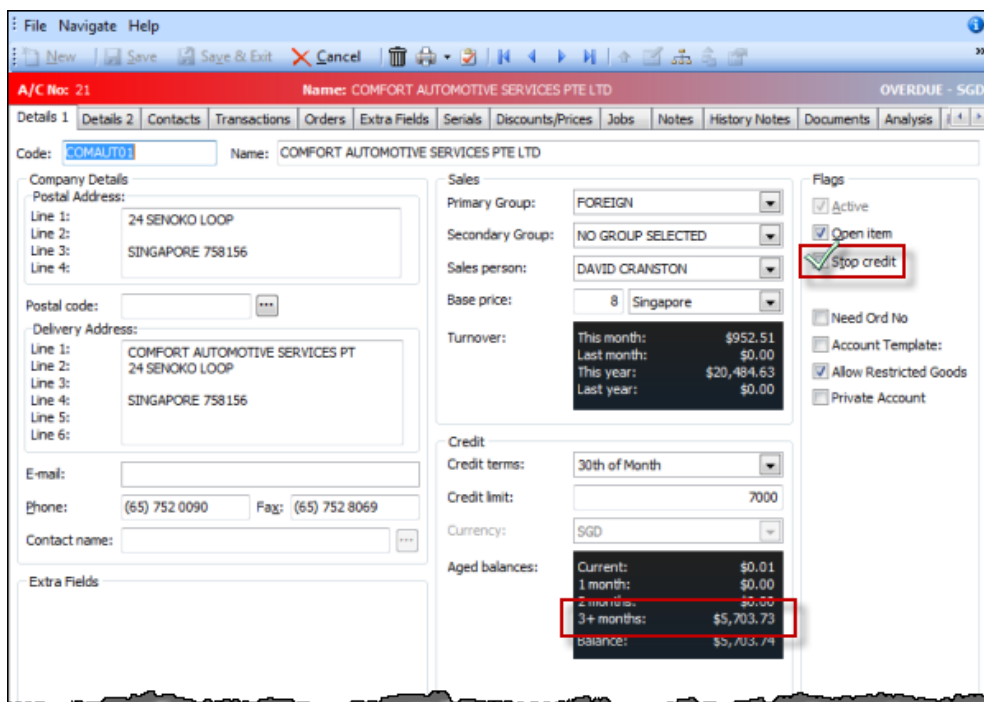 File Navigate Help
New Save Save & Exit Cancel
A/C No: 21 Name: COMFORT AUTOMOTIVE SERVICES PTE LTD OVERDUE - SGD
Details 1 Details 2 Contacts Transactions Orders Extra Fields Serials Discounts/Prices Jobs Notes History Notes Documents Analysis
Code: COMAUT01 Name: COMFORT AUTOMOTIVE SERVICES PTE LTD
Company Details
Postal Address:
Line 1: 24 SENOKO LOOP
Line 2:
Line 3: SINGAPORE 758156
Line 4:
Postal code:
Delivery Address:
Line 1: COMFORT AUTOMOTIVE SERVICES PT
Line 2: 24 SENOKO LOOP
Line 3:
Line 4: SINGAPORE 758156
Line 5:
Line 6:
E-mail:
Phone: (65) 752 0090 Fax: (65) 752 8069
Contact name:
Extra Fields
Sales
Primary Group: FOREIGN
Secondary Group: NO GROUP SELECTED
Sales person: DAVID CRANSTON
Base price: 8 Singapore
Turnover: This month: $952.51
Last month: $0.00
This year: $20,484.63
Last year: $0.00
Credit
Credit terms: 30th of Month
Credit limit: 7000
Currency: SGD
Aged balances: Current: $0.01
1 month: $0.00
2 months: $0.00
3+ months: $5,703.73
Balance: $5,703.74
Flags
Active
Open item
Stop credit
Need Ord No
Account Template:
Allow Restricted Goods
Private Account